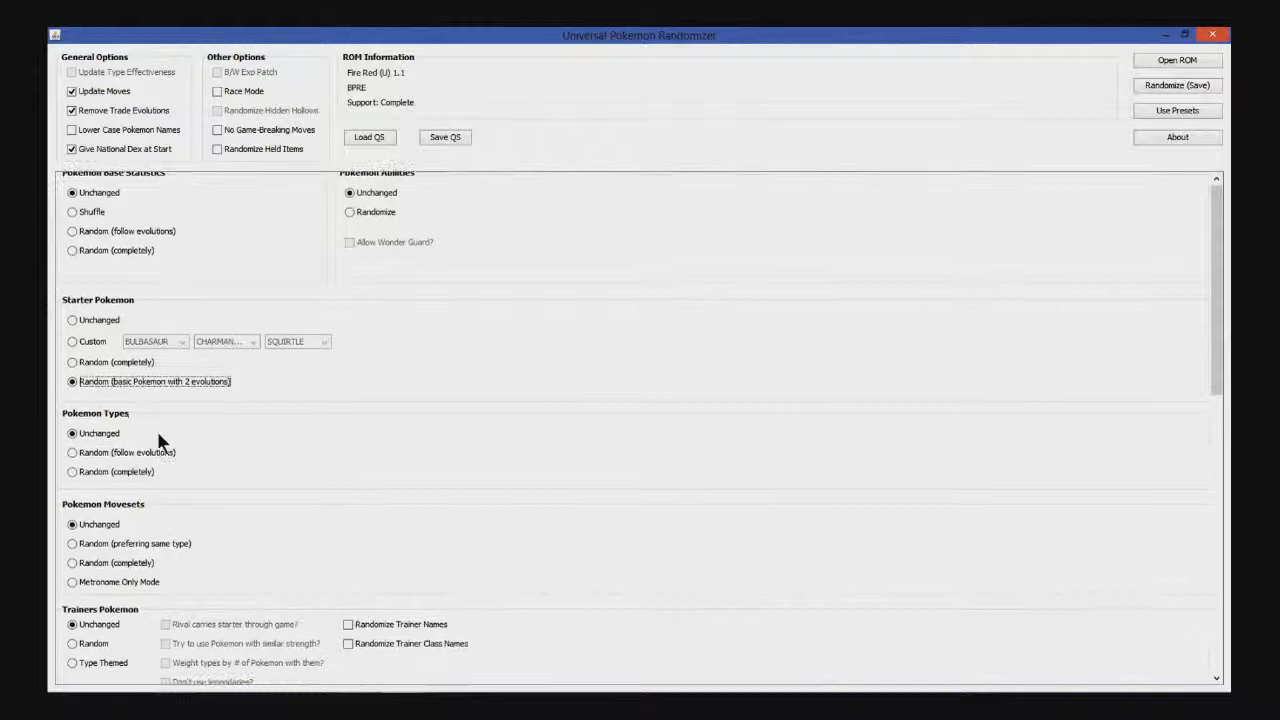 Universal Pokemon Randomizer
General Options
Update Type Effectiveness
Update Moves
Remove Trade Evolutions
Lower Case Pokemon Names
Give National Dex at Start
Other Options
B/W Exp Patch
Race Mode
Randomize Hidden Hollows
No Game-Breaking Moves
Randomize Held Items
ROM Information
Fire Red (U) 1.1
BPRE
Support: Complete
Load QS
Save QS
Open ROM
Randomize (Save)
Use Presets
About
Pokemon Base Statistics
Unchanged
Shuffle
Random (follow evolutions)
Random (completely)
Pokemon Abilities
Unchanged
Randomize
Allow Wonder Guard?
Starter Pokemon
Unchanged
Custom BULBASAUR CHARMAN... SQUIRTLE
Random (completely)
Random (basic Pokemon with 2 evolutions)
Pokemon Types
Unchanged
Random (follow evolutions)
Random (completely)
Pokemon Movesets
Unchanged
Random (preferring same type)
Random (completely)
Metronome Only Mode
Trainers Pokemon
Unchanged
Random
Type Themed
Rival carries starter through game?
Try to use Pokemon with similar strength?
Weight types by # of Pokemon with them?
Don't use legendaries?
Randomize Trainer Names
Randomize Trainer Class Names